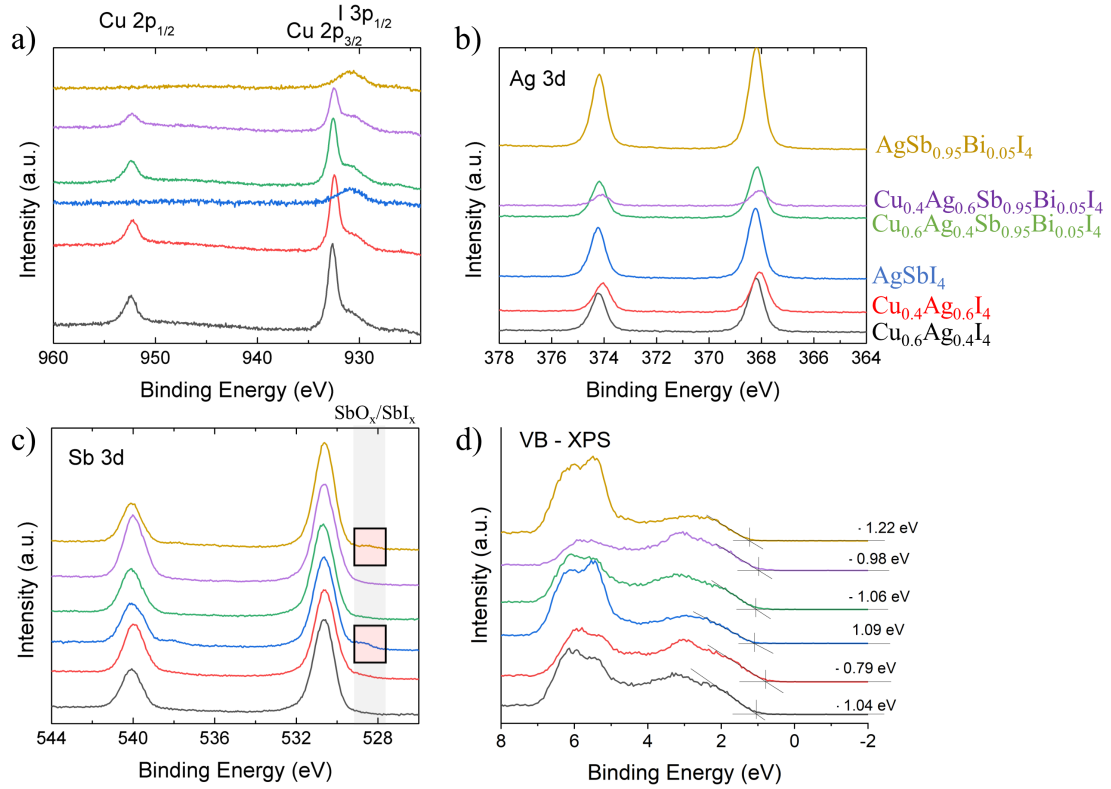 a)
Cu 2p1/2
I 3p1/2
Cu 2p3/2
Intensity (a.u.)
960 950 940 930
Binding Energy (eV)
b)
Ag 3d
Intensity (a.u.)
378 376 374 372 370 368 366 364
Binding Energy (eV)
AgSb0.95Bi0.05I4
Cu0.4Ag0.6Sb0.95Bi0.05I4
Cu0.6Ag0.4Sb0.95Bi0.05I4
AgSbI4
Cu0.4Ag0.6I4
Cu0.6Ag0.4I4
c)
SbOx/SbIx
Sb 3d
Intensity (a.u.)
544 540 536 532 528
Binding Energy (eV)
d)
VB - XPS
Intensity (a.u.)
- 1.22 eV
- 0.98 eV
- 1.06 eV
1.09 eV
- 0.79 eV
- 1.04 eV
8 6 4 2 0 -2
Binding Energy (eV)